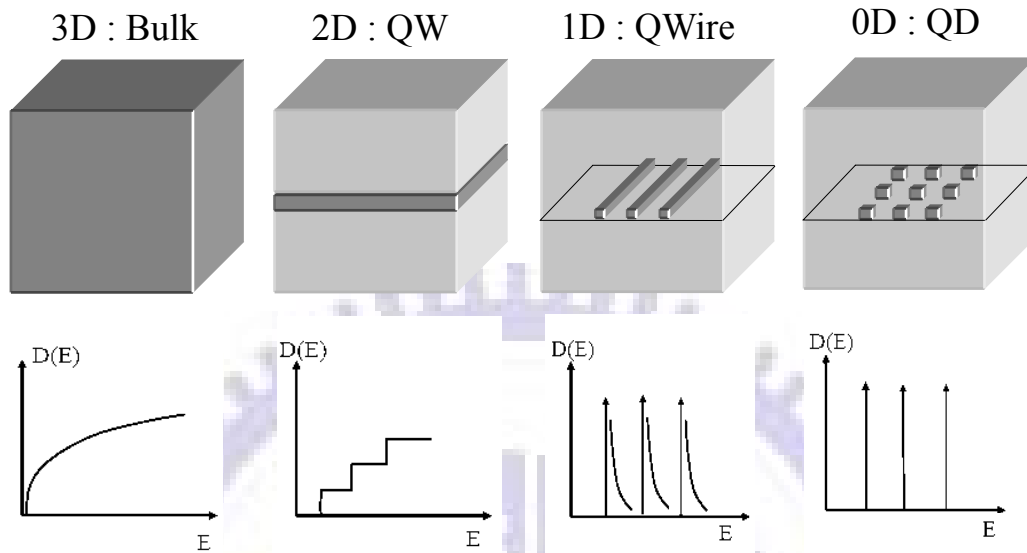 3D : Bulk
2D : QW
1D : QWire
0D : QD
D(E)
E
D(E)
E
D(E)
E
D(E)
E